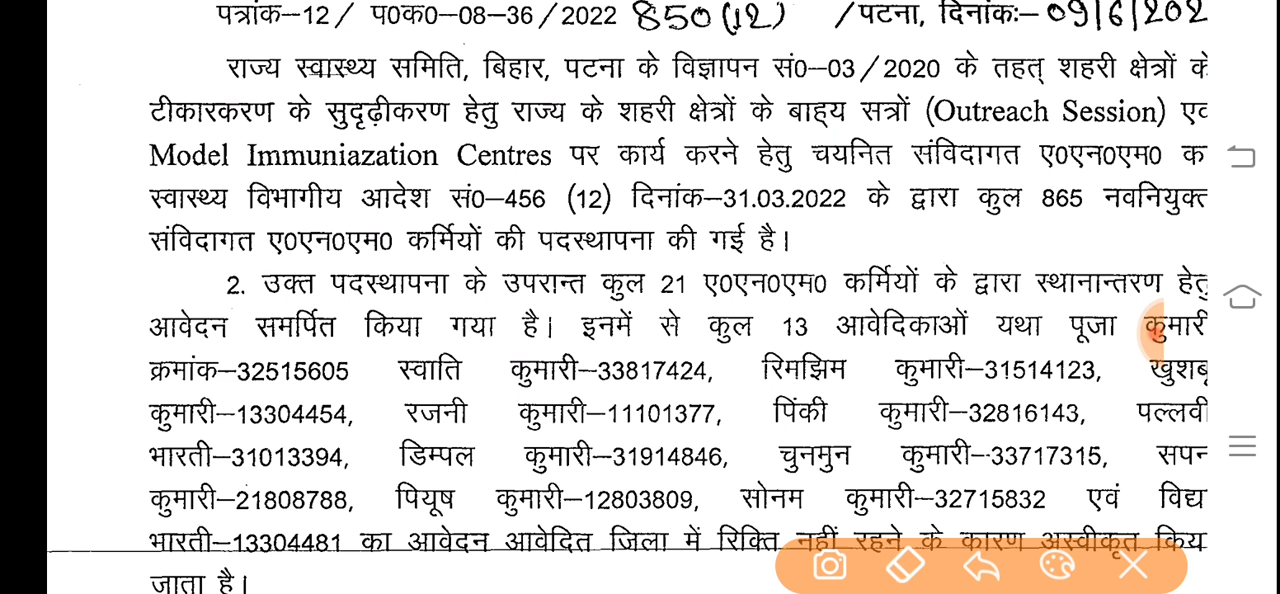 पत्रांक–12/ प0क0–08–36/2022 850(12) /पटना, दिनांकः– 09/6/202
राज्य स्वास्थ्य समिति, बिहार, पटना के विज्ञापन सं0–03/2020 के तहत् शहरी क्षेत्रों के
टीकारकरण के सुदृढ़ीकरण हेतु राज्य के शहरी क्षेत्रों के बाह्य सत्रों (Outreach Session) एव
Model Immuniazation Centres पर कार्य करने हेतु चयनित संविदागत ए0एन0एम0 क
स्वास्थ्य विभागीय आदेश सं0–456 (12) दिनांक–31.03.2022 के द्वारा कुल 865 नवनियुक्त
संविदागत ए0एन0एम0 कर्मियों की पदस्थापना की गई है।
2. उक्त पदस्थापना के उपरान्त कुल 21 ए0एन0एम0 कर्मियों के द्वारा स्थानान्तरण हेतु
आवेदन समर्पित किया गया है। इनमें से कुल 13 आवेदिकाओं यथा पूजा कुमारी
क्रमांक–32515605 स्वाति कुमारी–33817424, रिमझिम कुमारी–31514123, खुशबू
कुमारी–13304454, रजनी कुमारी–11101377, पिंकी कुमारी–32816143, पल्लवी
भारती–31013394, डिम्पल कुमारी–31914846, चुनमुन कुमारी–33717315, सपन
कुमारी–21808788, पियूष कुमारी–12803809, सोनम कुमारी–32715832 एवं विद्य
भारती–13304481 का आवेदन आवेदित जिला में रिक्ति नहीं रहने के कारण अस्वीकृत किय
जाता है।